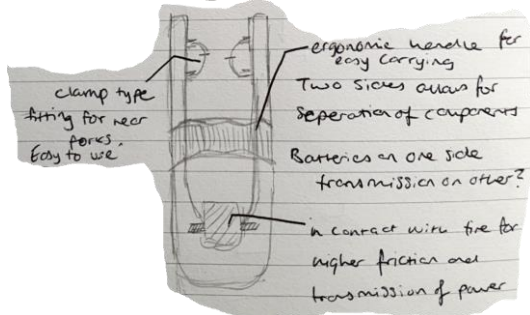 clamp type
fitting for rear
forks.
Easy to use
ergonomic handle for
easy carrying
Two sides allows for
seperation of components
Batteries on one side
transmission on other?
in contact with tire for
higher friction and
transmission of power